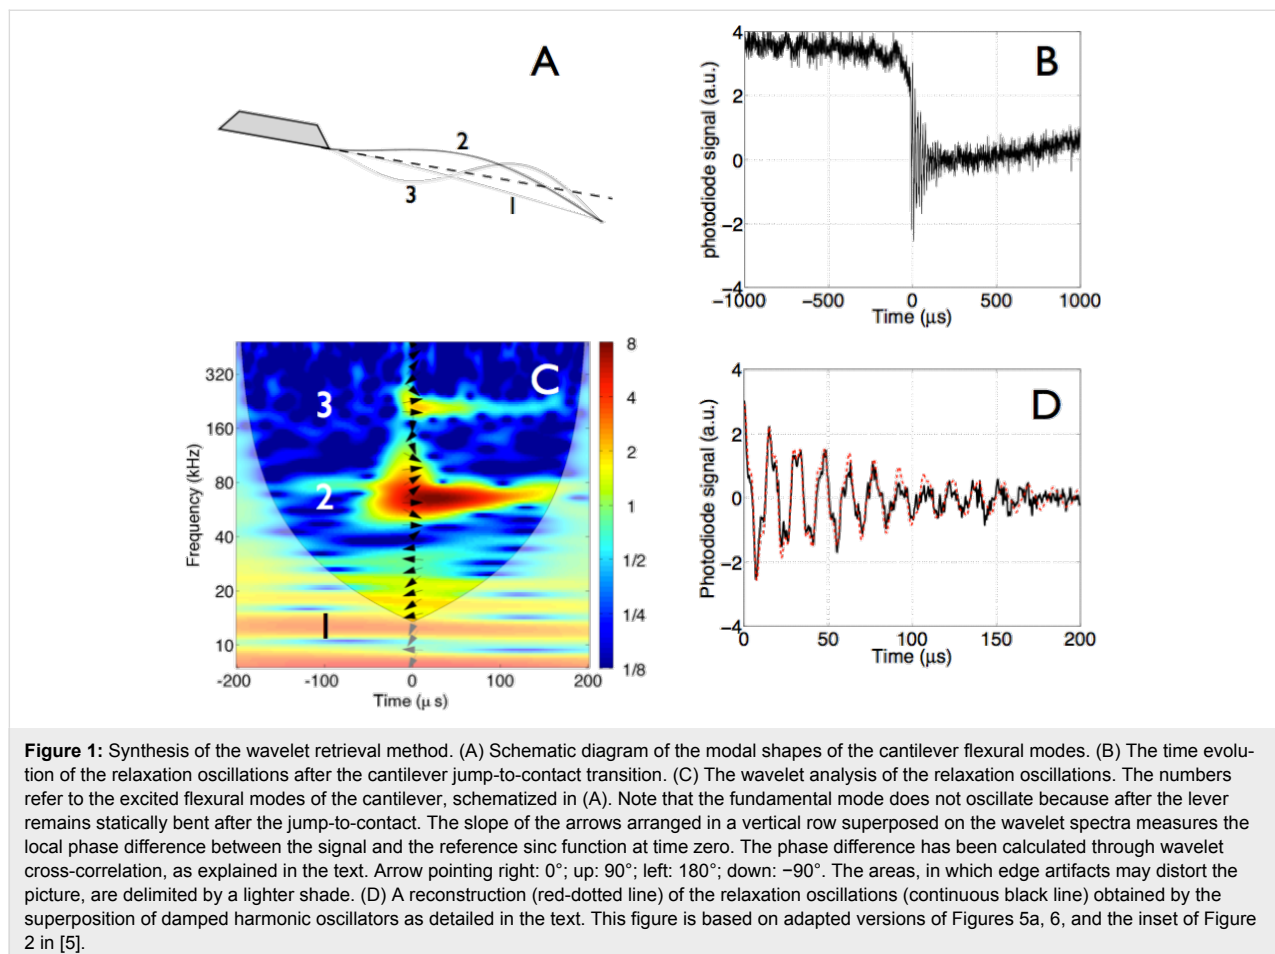 A
2
3
1
B
4
2
0
−2
−4
−1000
−500
0
500
1000
photodiode signal (a.u.)
Time (µs)
C
3
2
1
320
160
80
40
20
10
Frequency (kHz)
-200
-100
0
100
200
Time (µ s)
8
4
2
1
1/2
1/4
1/8
D
4
2
0
−2
−4
0
50
100
150
200
Photodiode signal (a.u.)
Time (µs)
Figure 1: Synthesis of the wavelet retrieval method. (A) Schematic diagram of the modal shapes of the cantilever flexural modes. (B) The time evolu-
tion of the relaxation oscillations after the cantilever jump-to-contact transition. (C) The wavelet analysis of the relaxation oscillations. The numbers
refer to the excited flexural modes of the cantilever, schematized in (A). Note that the fundamental mode does not oscillate because after the lever
remains statically bent after the jump-to-contact. The slope of the arrows arranged in a vertical row superposed on the wavelet spectra measures the
local phase difference between the signal and the reference sinc function at time zero. The phase difference has been calculated through wavelet
cross-correlation, as explained in the text. Arrow pointing right: 0°; up: 90°; left: 180°; down: −90°. The areas, in which edge artifacts may distort the
picture, are delimited by a lighter shade. (D) A reconstruction (red-dotted line) of the relaxation oscillations (continuous black line) obtained by the
superposition of damped harmonic oscillators as detailed in the text. This figure is based on adapted versions of Figures 5a, 6, and the inset of Figure
2 in [5].